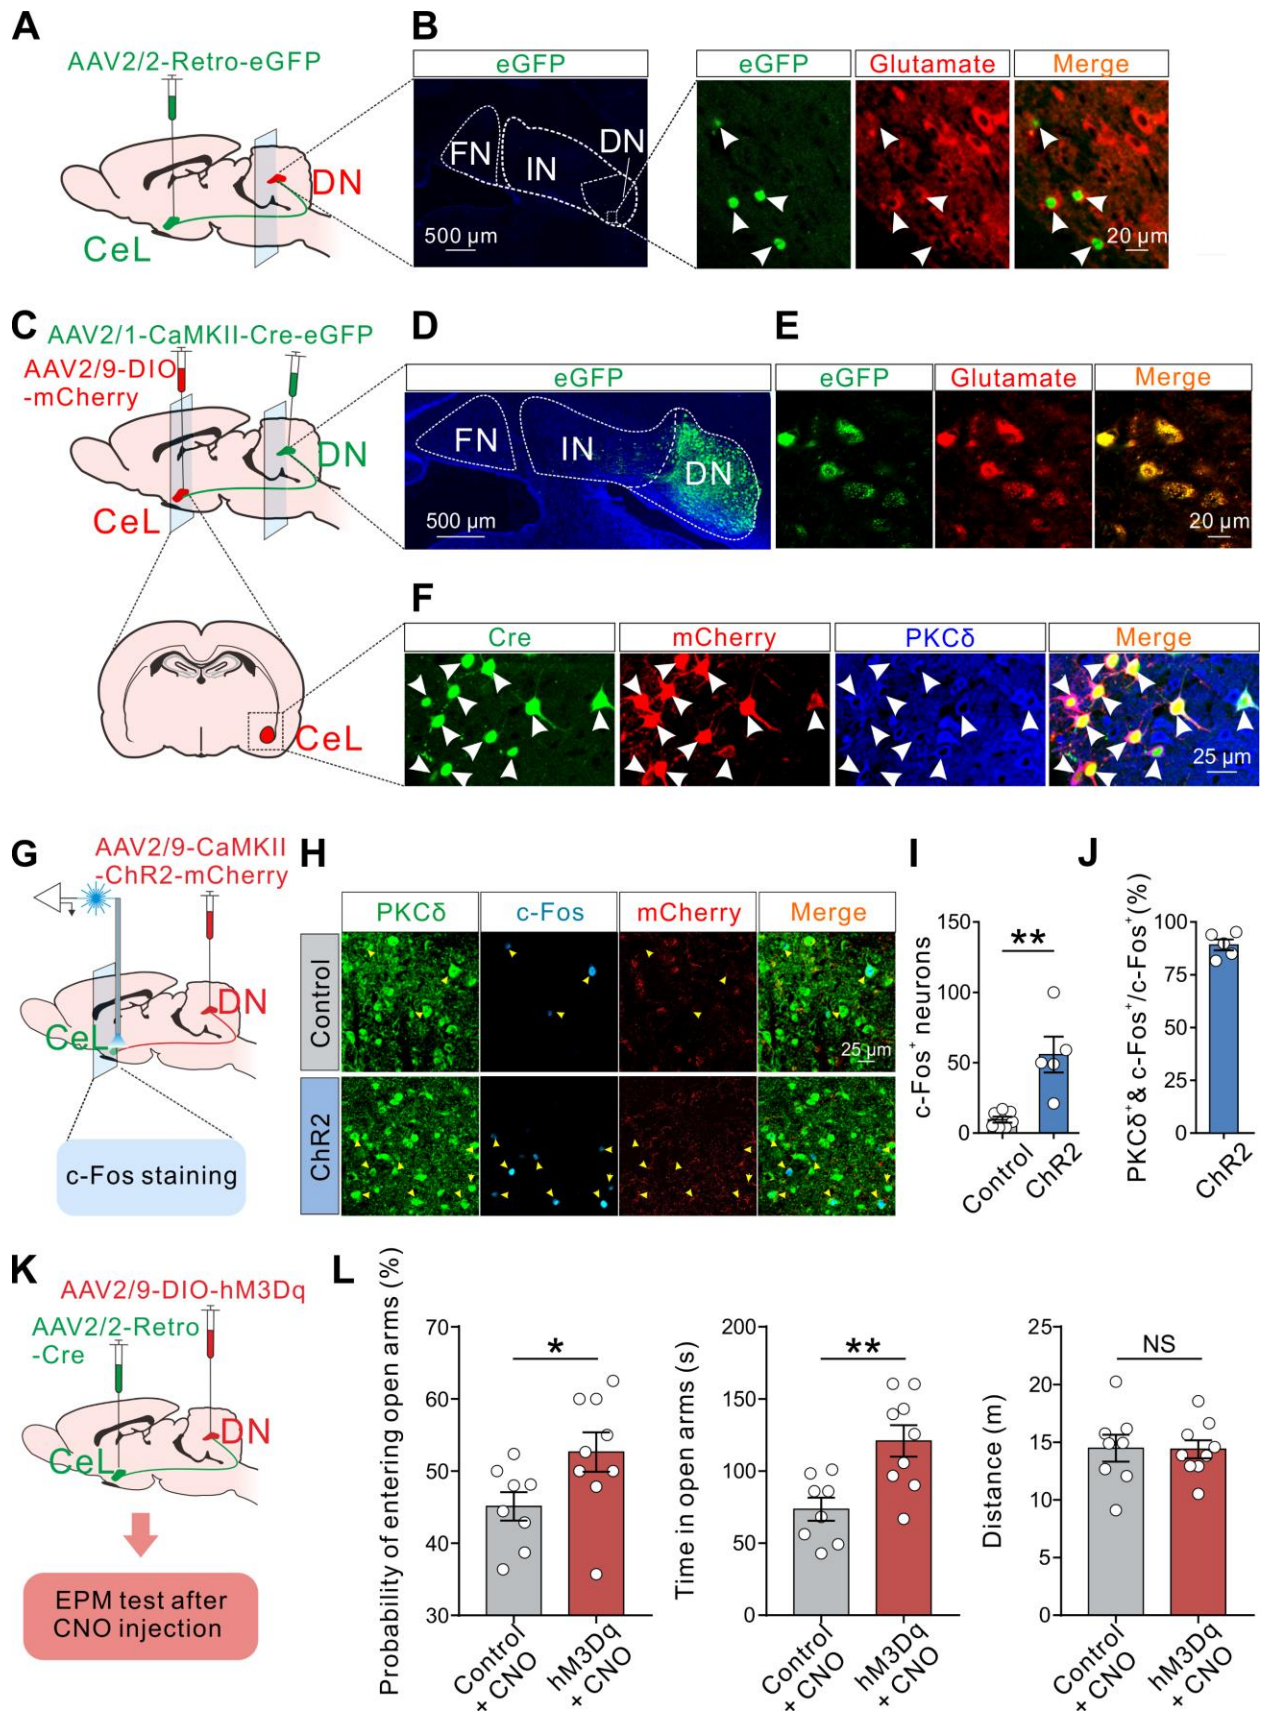 A
AAV2/2-Retro-eGFP
DN
CeL
B
eGFP
FN
IN
DN
500 µm
eGFP
Glutamate
Merge
20 µm
C
AAV2/1-CaMKII-Cre-eGFP
AAV2/9-DIO
-mCherry
DN
CeL
CeL
D
eGFP
FN
IN
DN
500 µm
E
eGFP
Glutamate
Merge
20 µm
F
Cre
mCherry
PKCδ
Merge
25 µm
G
AAV2/9-CaMKII
-ChR2-mCherry
DN
CeL
c-Fos staining
H
PKCδ
c-Fos
mCherry
Merge
Control
25 µm
ChR2
I
c-Fos⁺ neurons
150
100
50
0
**
Control
ChR2
J
PKCδ⁺& c-Fos⁺/c-Fos⁺(%)
100
75
50
25
0
ChR2
K
AAV2/9-DIO-hM3Dq
AAV2/2-Retro
-Cre
DN
CeL
EPM test after
CNO injection
L
Probability of entering open arms (%)
70
60
50
40
30
*
Control
+ CNO
hM3Dq
+ CNO
Time in open arms (s)
200
150
100
50
0
**
Control
+ CNO
hM3Dq
+ CNO
Distance (m)
25
20
15
10
5
0
NS
Control
+ CNO
hM3Dq
+ CNO